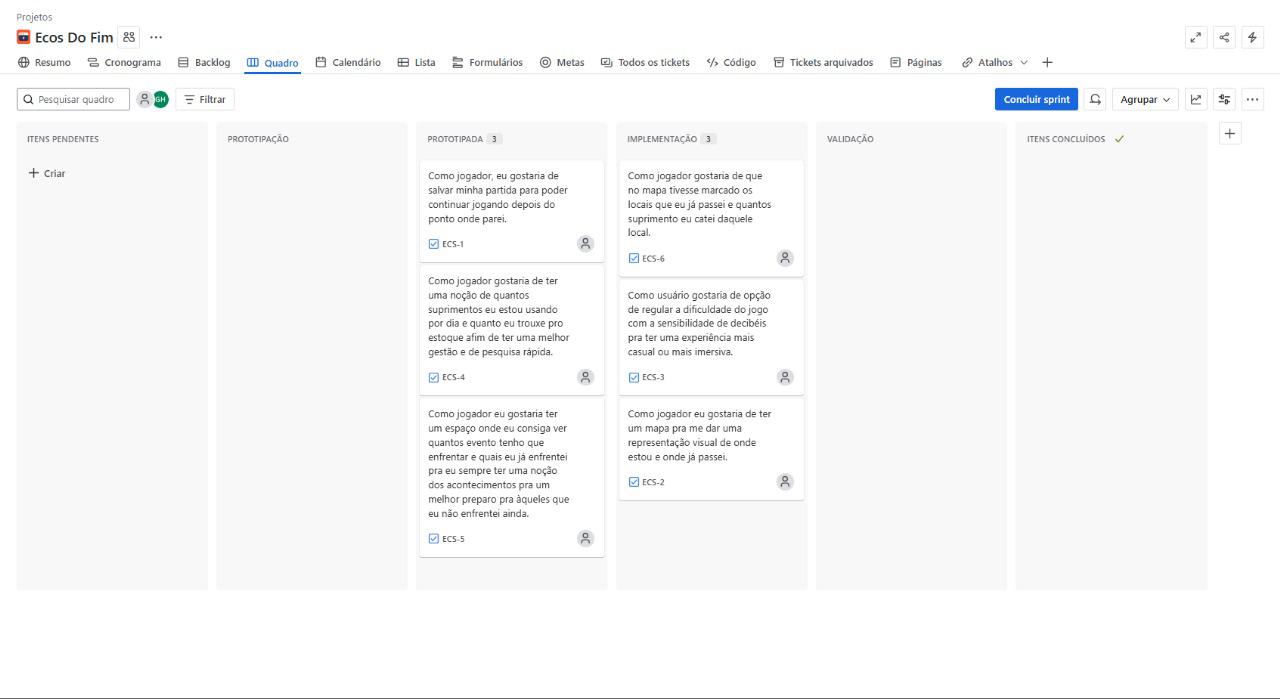 Projetos
Ecos Do Fim
Resumo
Cronograma
Backlog
Quadro
Calendário
Lista
Formulários
Metas
Todos os tickets
Código
Tickets arquivados
Páginas
Atalhos
Pesquisar quadro
GH
Filtrar
Concluir sprint
Agrupar
ITENS PENDENTES
Criar
PROTOTIPAÇÃO
PROTOTIPADA 3
Como jogador, eu gostaria de
salvar minha partida para poder
continuar jogando depois do
ponto onde parei.
ECS-1
Como jogador gostaria de ter
uma noção de quantos
suprimentos eu estou usando
por dia e quanto eu trouxe pro
estoque afim de ter uma melhor
gestão e de pesquisa rápida.
ECS-4
Como jogador eu gostaria ter
um espaço onde eu consiga ver
quantos evento tenho que
enfrentar e quais eu já enfrentei
pra eu sempre ter uma noção
dos acontecimentos pra um
melhor preparo pra àqueles que
eu não enfrentei ainda.
ECS-5
IMPLEMENTAÇÃO 3
Como jogador gostaria de que
no mapa tivesse marcado os
locais que eu já passei e quantos
suprimento eu catei daquele
local.
ECS-6
Como usuário gostaria de opção
de regular a dificuldade do jogo
com a sensibilidade de decibéis
pra ter uma experiência mais
casual ou mais imersiva.
ECS-3
Como jogador eu gostaria de ter
um mapa pra me dar uma
representação visual de onde
estou e onde já passei.
ECS-2
VALIDAÇÃO
ITENS CONCLUÍDOS